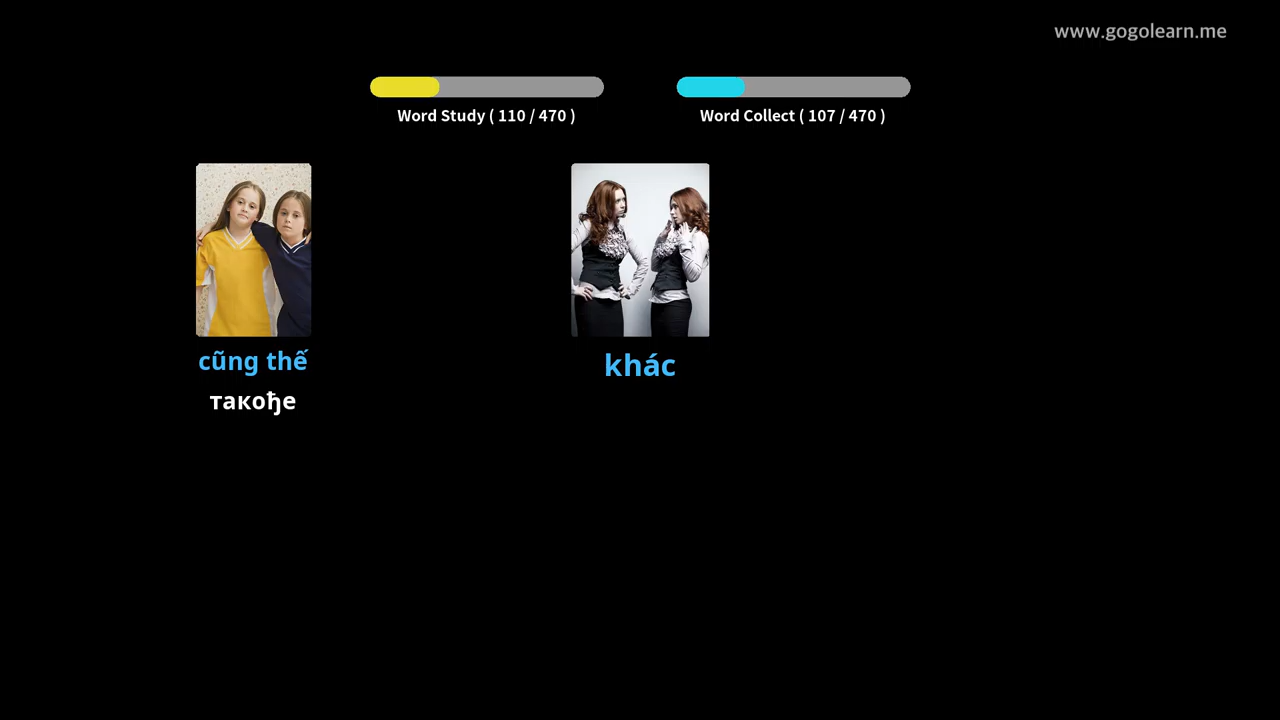 www.gogolearn.me
Word Study ( 110 / 470 )
Word Collect ( 107 / 470 )
cũng thế
такође
khác